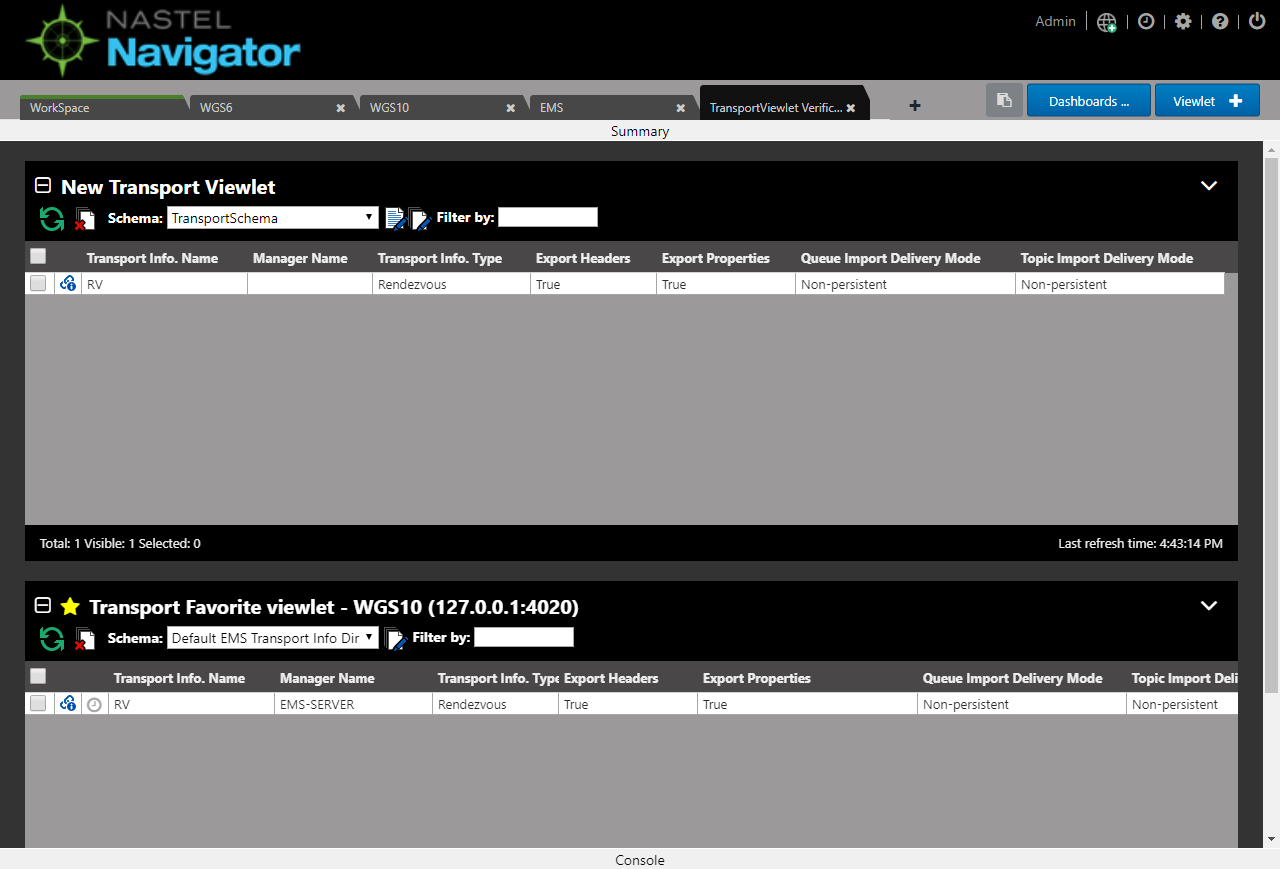 NASTEL
Navigator
Admin
WorkSpace WGS6 WGS10 EMS TransportViewlet Verific... Dashboards ... Viewlet
Summary
New Transport Viewlet
Schema: TransportSchema Filter by:
Transport Info. Name Manager Name Transport Info. Type Export Headers Export Properties Queue Import Delivery Mode Topic Import Delivery Mode
RV Rendezvous True True Non-persistent Non-persistent
Total: 1 Visible: 1 Selected: 0 Last refresh time: 4:43:14 PM
Transport Favorite viewlet - WGS10 (127.0.0.1:4020)
Schema: Default EMS Transport Info Dir Filter by:
Transport Info. Name Manager Name Transport Info. Type Export Headers Export Properties Queue Import Delivery Mode Topic Import Deli
RV EMS-SERVER Rendezvous True True Non-persistent Non-persistent
Console